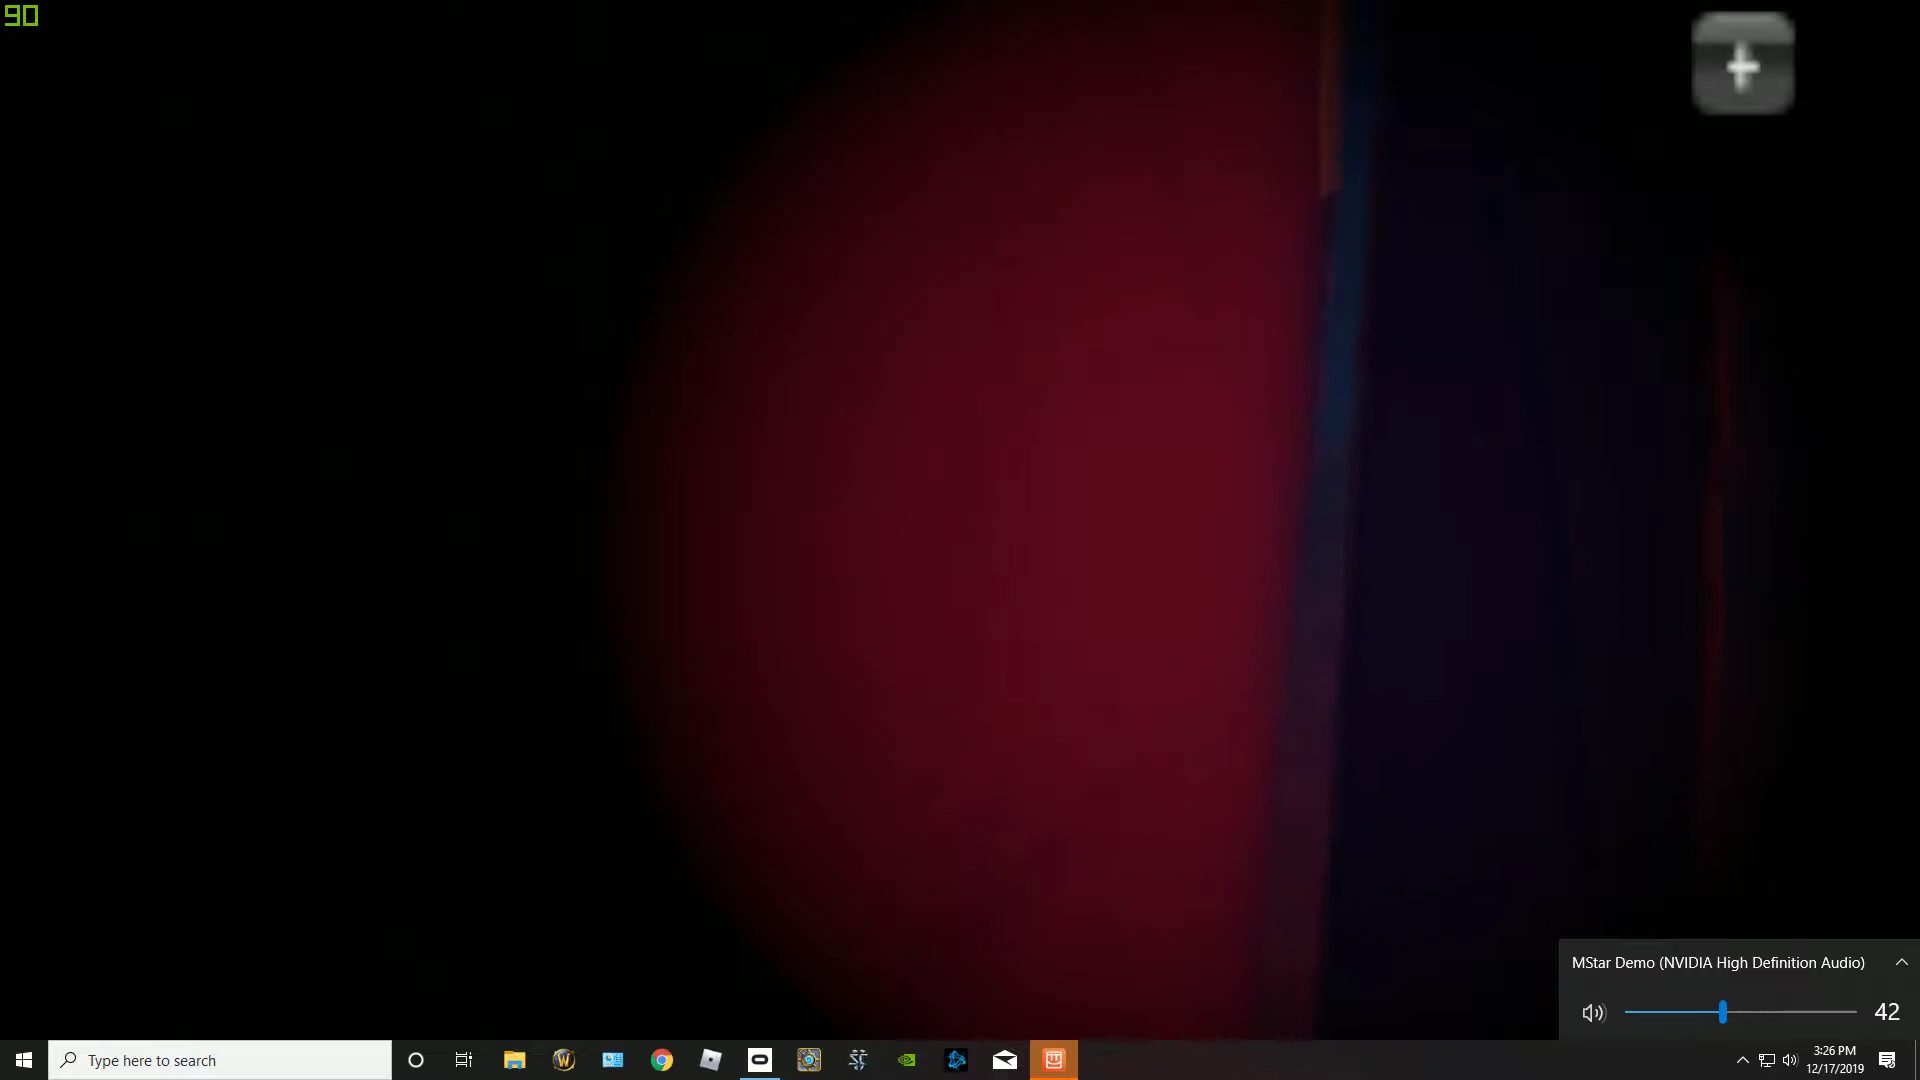 90
MStar Demo (NVIDIA High Definition Audio)
42
Type here to search
3:26 PM
12/17/2019